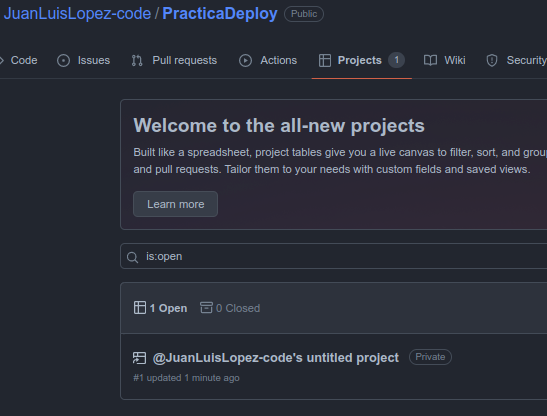 JuanLuisLopez-code / PracticaDeploy Public
Code Issues Pull requests Actions Projects 1 Wiki Security
Welcome to the all-new projects
Built like a spreadsheet, project tables give you a live canvas to filter, sort, and group
and pull requests. Tailor them to your needs with custom fields and saved views.
Learn more
is:open
1 Open 0 Closed
@JuanLuisLopez-code's untitled project Private
#1 updated 1 minute ago